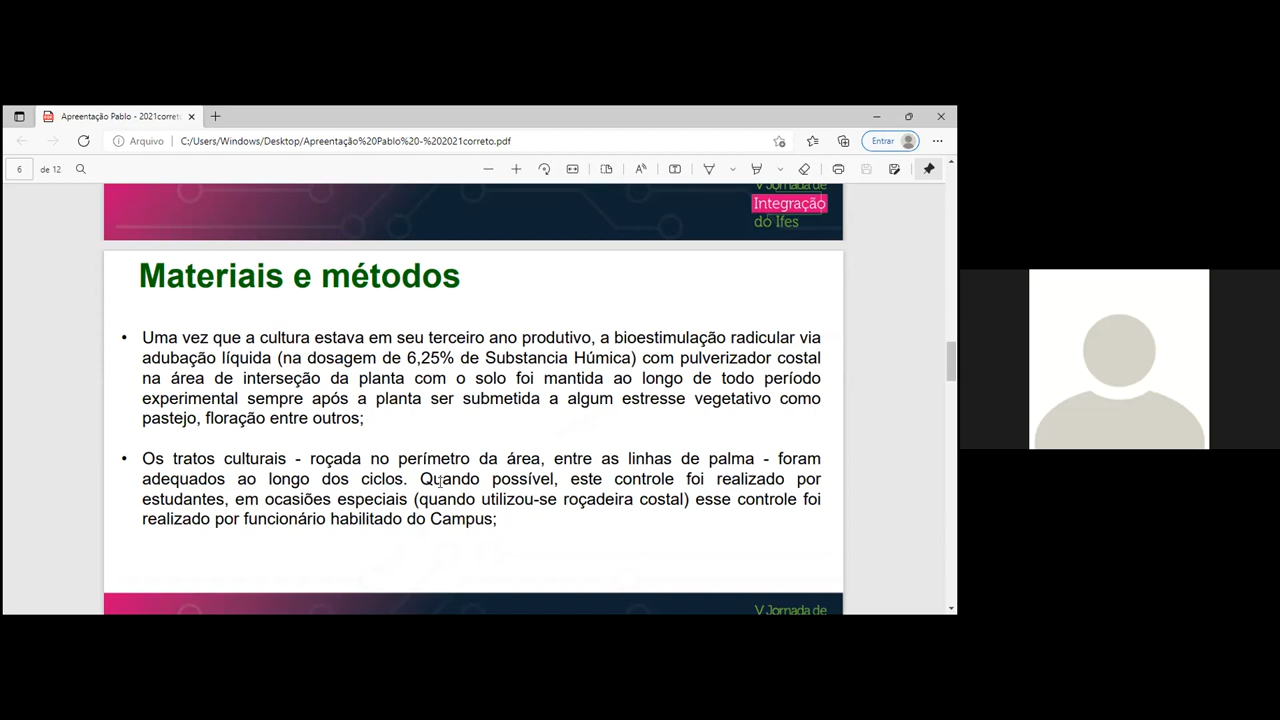 Apreentação Pablo - 2021corret
Arquivo
C:/Users/Windows/Desktop/Apreentação%20Pablo%20-%202021correto.pdf
Entrar
6
de 12
V Jornada de
Integração
do Ifes
Materiais e métodos
• Uma vez que a cultura estava em seu terceiro ano produtivo, a bioestimulação radicular via
adubação líquida (na dosagem de 6,25% de Substancia Húmica) com pulverizador costal
na área de interseção da planta com o solo foi mantida ao longo de todo período
experimental sempre após a planta ser submetida a algum estresse vegetativo como
pastejo, floração entre outros;
• Os tratos culturais - roçada no perímetro da área, entre as linhas de palma - foram
adequados ao longo dos ciclos. Quando possível, este controle foi realizado por
estudantes, em ocasiões especiais (quando utilizou-se roçadeira costal) esse controle foi
realizado por funcionário habilitado do Campus;
V Jornada de